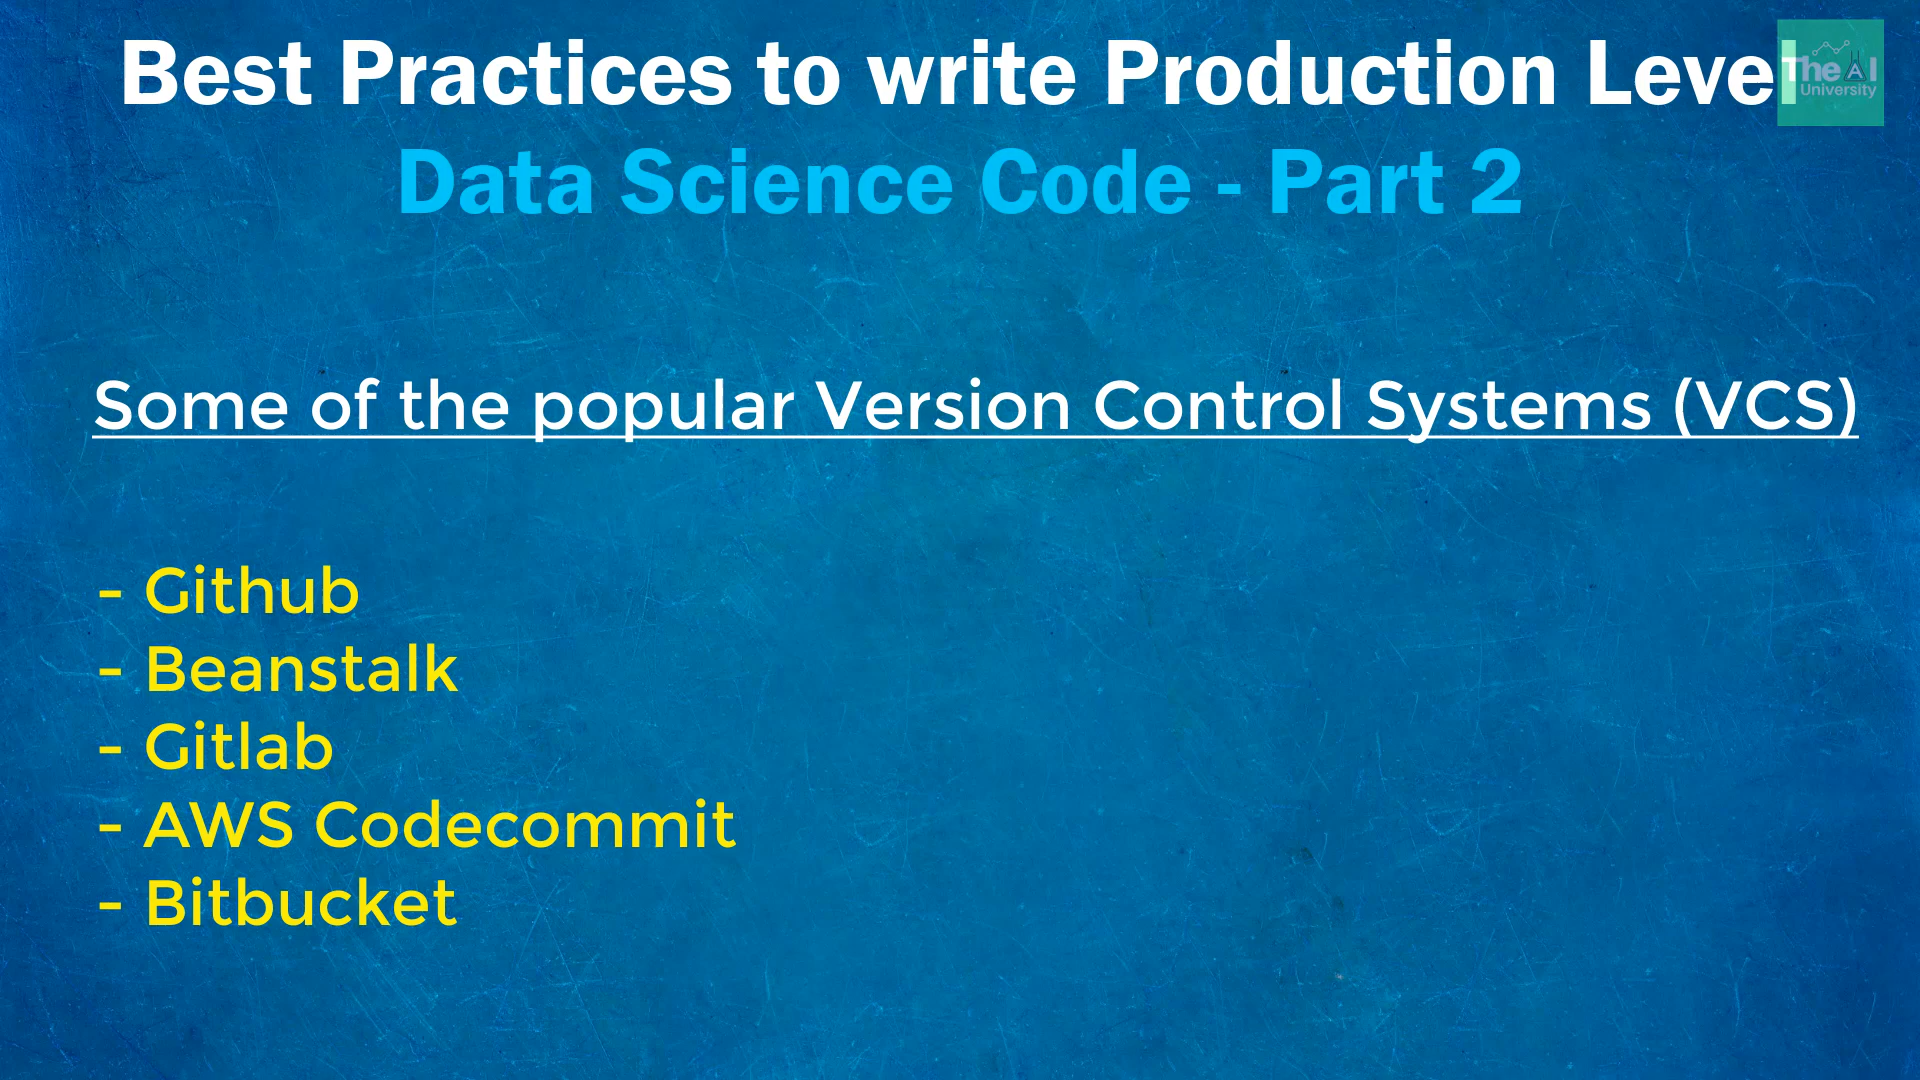 Best Practices to write Production Level
Data Science Code - Part 2
The AI
University
Some of the popular Version Control Systems (VCS)
- Github
- Beanstalk
- Gitlab
- AWS Codecommit
- Bitbucket